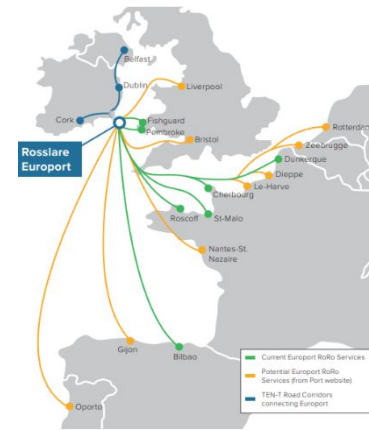 Belfast
Dublin
Liverpool
Cork
Fishguard
Pembroke
Rosslare
Europort
Bristol
Rotterdam
Zeebrugge
Dunkerque
Dieppe
Le-Harve
Cherbourg
Roscoff
St-Malo
Nantes-St.
Nazaire
Gijon
Bilbao
Oporto
Current Europort RoRo Services
Potential Europort RoRo
Services (from Port website)
TEN-T Road Corridors
connecting Europort